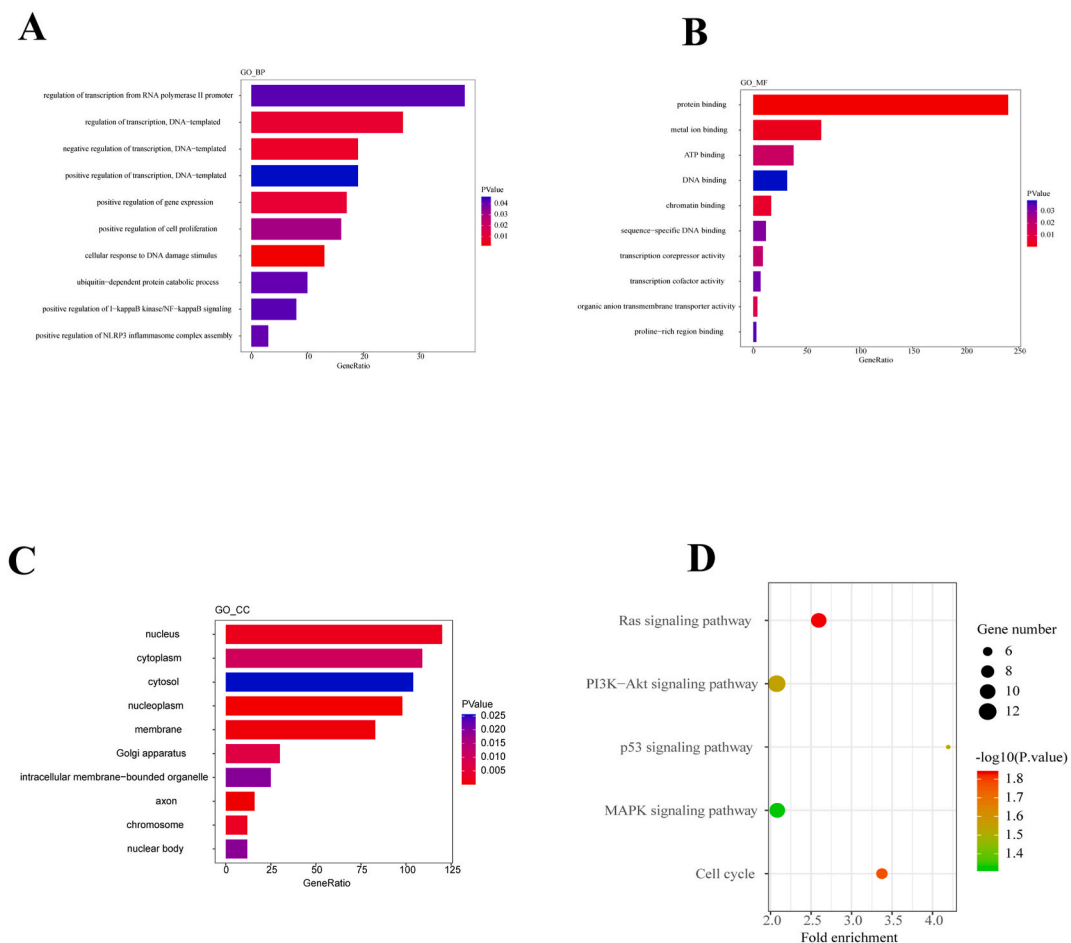 A
GO_BP
regulation of transcription from RNA polymerase II promoter
regulation of transcription, DNA−templated
negative regulation of transcription, DNA−templated
positive regulation of transcription, DNA−templated
positive regulation of gene expression
positive regulation of cell proliferation
cellular response to DNA damage stimulus
ubiquitin−dependent protein catabolic process
positive regulation of I−kappaB kinase/NF−kappaB signaling
positive regulation of NLRP3 inflammasome complex assembly
0 10 20 30
GeneRatio
PValue
0.04
0.03
0.02
0.01
B
GO_MF
protein binding
metal ion binding
ATP binding
DNA binding
chromatin binding
sequence−specific DNA binding
transcription corepressor activity
transcription cofactor activity
organic anion transmembrane transporter activity
proline−rich region binding
0 50 100 150 200 250
GeneRatio
PValue
0.03
0.02
0.01
C
GO_CC
nucleus
cytoplasm
cytosol
nucleoplasm
membrane
Golgi apparatus
intracellular membrane−bounded organelle
axon
chromosome
nuclear body
0 25 50 75 100 125
GeneRatio
PValue
0.025
0.020
0.015
0.010
0.005
D
Ras signaling pathway
PI3K−Akt signaling pathway
p53 signaling pathway
MAPK signaling pathway
Cell cycle
2.0 2.5 3.0 3.5 4.0
Fold enrichment
Gene number
6
8
10
12
-log10(P.value)
1.8
1.7
1.6
1.5
1.4